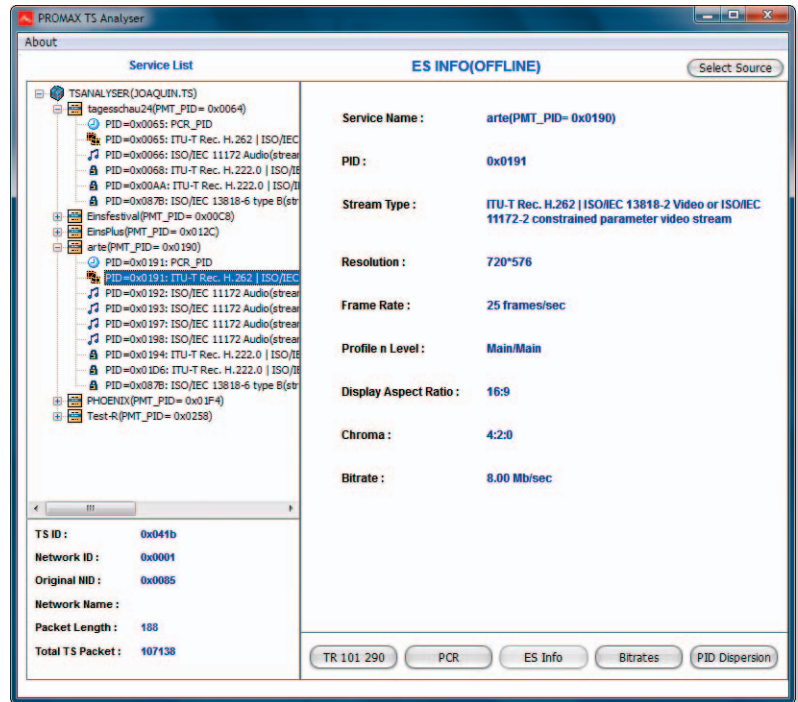 PROMAX TS Analyser
About
Service List
ES INFO(OFFLINE)
Select Source
TSANALYSER(JOAQUIN.TS)
tagesschau24(PMT_PID= 0x0064)
PID=0x0065: PCR_PID
PID=0x0065: ITU-T Rec. H.262 | ISO/IEC
PID=0x0066: ISO/IEC 11172 Audio(strear
PID=0x0068: ITU-T Rec. H.222.0 | ISO/IE
PID=0x00AA: ITU-T Rec. H.222.0 | ISO/I
PID=0x087B: ISO/IEC 13818-6 type B(str
Einsfestival(PMT_PID= 0x00C8)
EinsPlus(PMT_PID= 0x012C)
arte(PMT_PID= 0x0190)
PID=0x0191: PCR_PID
PID=0x0191: ITU-T Rec. H.262 | ISO/IEC
PID=0x0192: ISO/IEC 11172 Audio(strear
PID=0x0193: ISO/IEC 11172 Audio(strear
PID=0x0197: ISO/IEC 11172 Audio(strear
PID=0x0198: ISO/IEC 11172 Audio(strear
PID=0x0194: ITU-T Rec. H.222.0 | ISO/IE
PID=0x01D6: ITU-T Rec. H.222.0 | ISO/IE
PID=0x087B: ISO/IEC 13818-6 type B(str
PHOENIX(PMT_PID= 0x01F4)
Test-R(PMT_PID= 0x0258)
TS ID : 0x041b
Network ID : 0x0001
Original NID : 0x0085
Network Name :
Packet Length : 188
Total TS Packet : 107138
Service Name : arte(PMT_PID= 0x0190)
PID : 0x0191
Stream Type : ITU-T Rec. H.262 | ISO/IEC 13818-2 Video or ISO/IEC
11172-2 constrained parameter video stream
Resolution : 720*576
Frame Rate : 25 frames/sec
Profile n Level : Main/Main
Display Aspect Ratio : 16:9
Chroma : 4:2:0
Bitrate : 8.00 Mb/sec
TR 101 290
PCR
ES Info
Bitrates
PID Dispersion